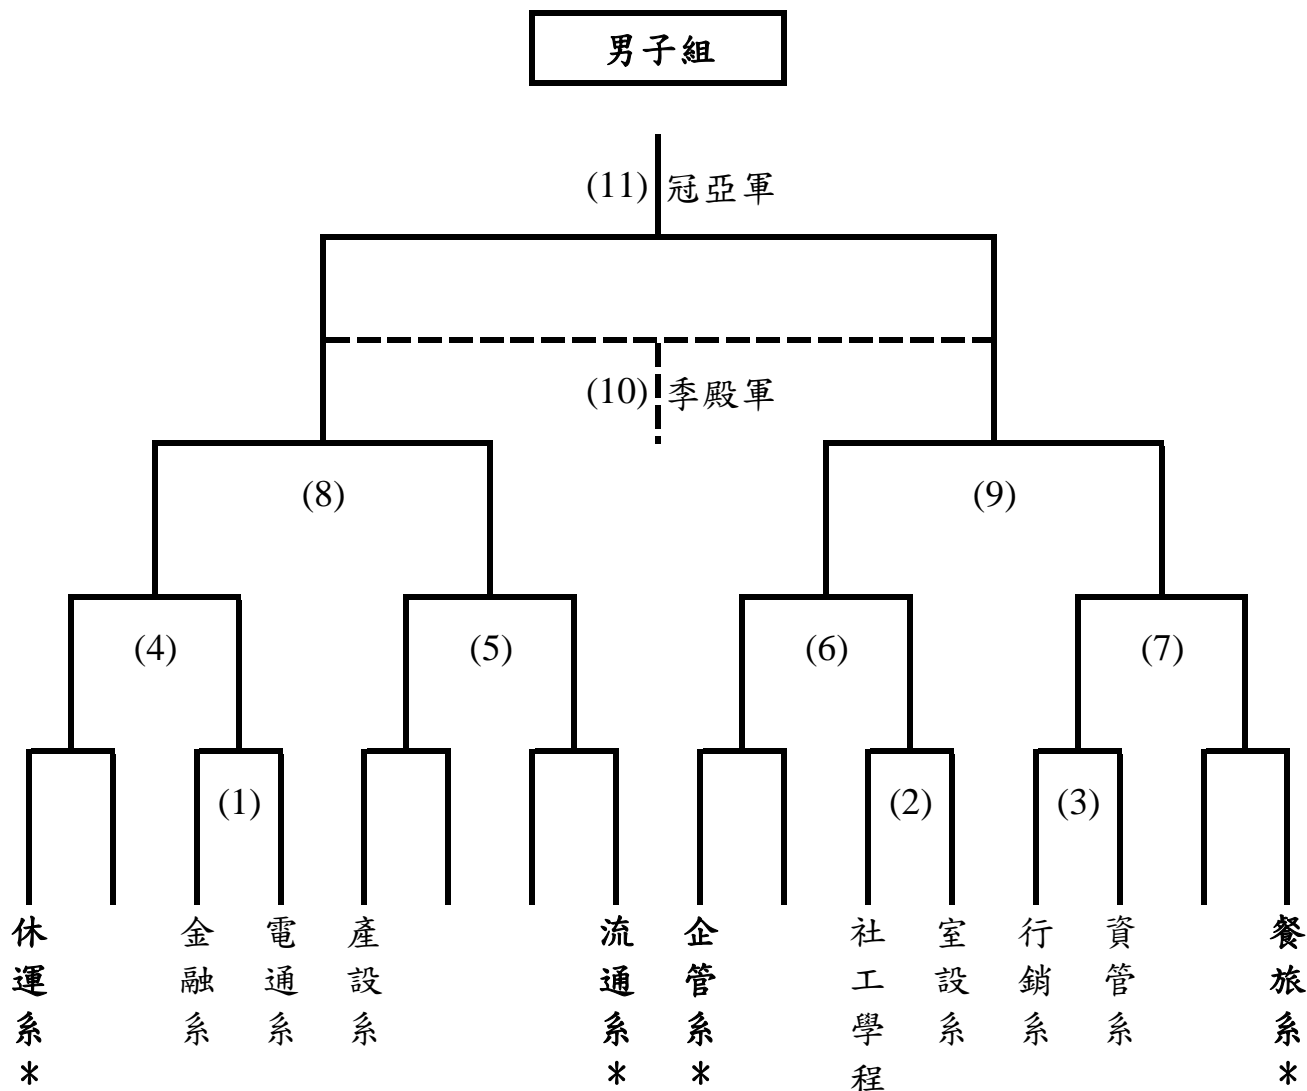 男子組
(11) 冠亞軍
(10) 季殿軍
(8)
(9)
(4)
(5)
(6)
(7)
(1)
(2)
(3)
休運系*
金融系
電通系
產設系
流通系*
企管系*
社工學程
室設系
行銷系
資管系
餐旅系*